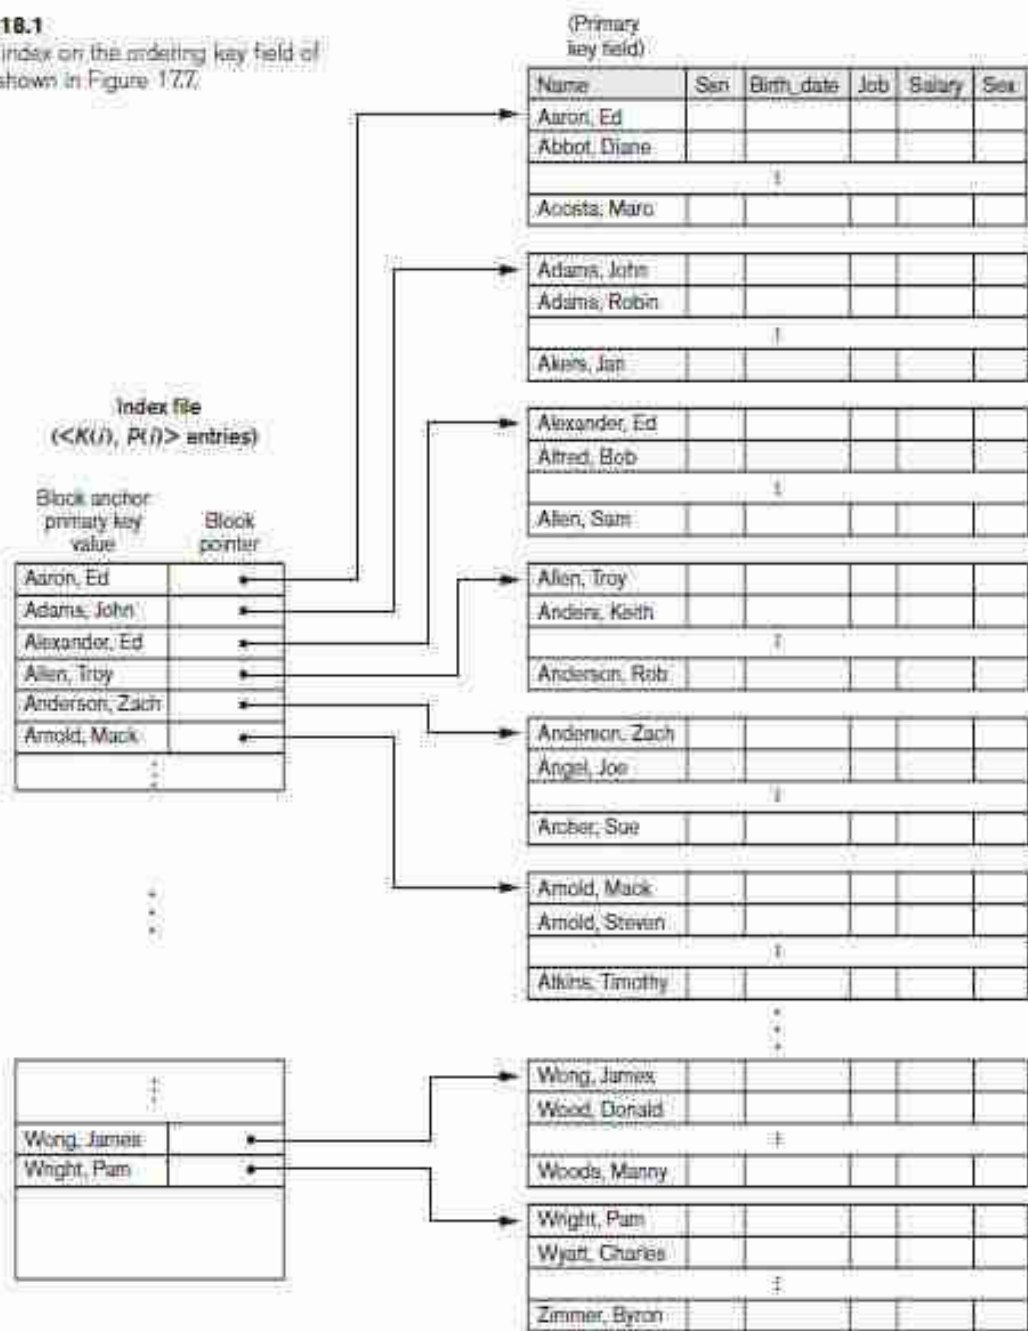 18.1
index on the ordering key field of
shown in Figure 17.7.
(Primary
key field)
Name Ssn Birth_date Job Salary Sex
Aaron, Ed
Abbot, Diane
Acosta, Marc
Adams, John
Adams, Robin
Akers, Jan
Index file
(<K(i), P(i)> entries)
Alexander, Ed
Alfred, Bob
Allen, Sam
Block anchor
primary key
value
Block
pointer
Aaron, Ed
Adams, John
Alexander, Ed
Allen, Troy
Anderson, Zach
Arnold, Mack
Allen, Troy
Anders, Keith
Anderson, Rob
Anderson, Zach
Angel, Joe
Archer, Sue
Arnold, Mack
Arnold, Steven
Atkins, Timothy
Wong, James
Wood, Donald
Woods, Manny
Wong, James
Wright, Pam
Wright, Pam
Wyatt, Charles
Zimmer, Byron